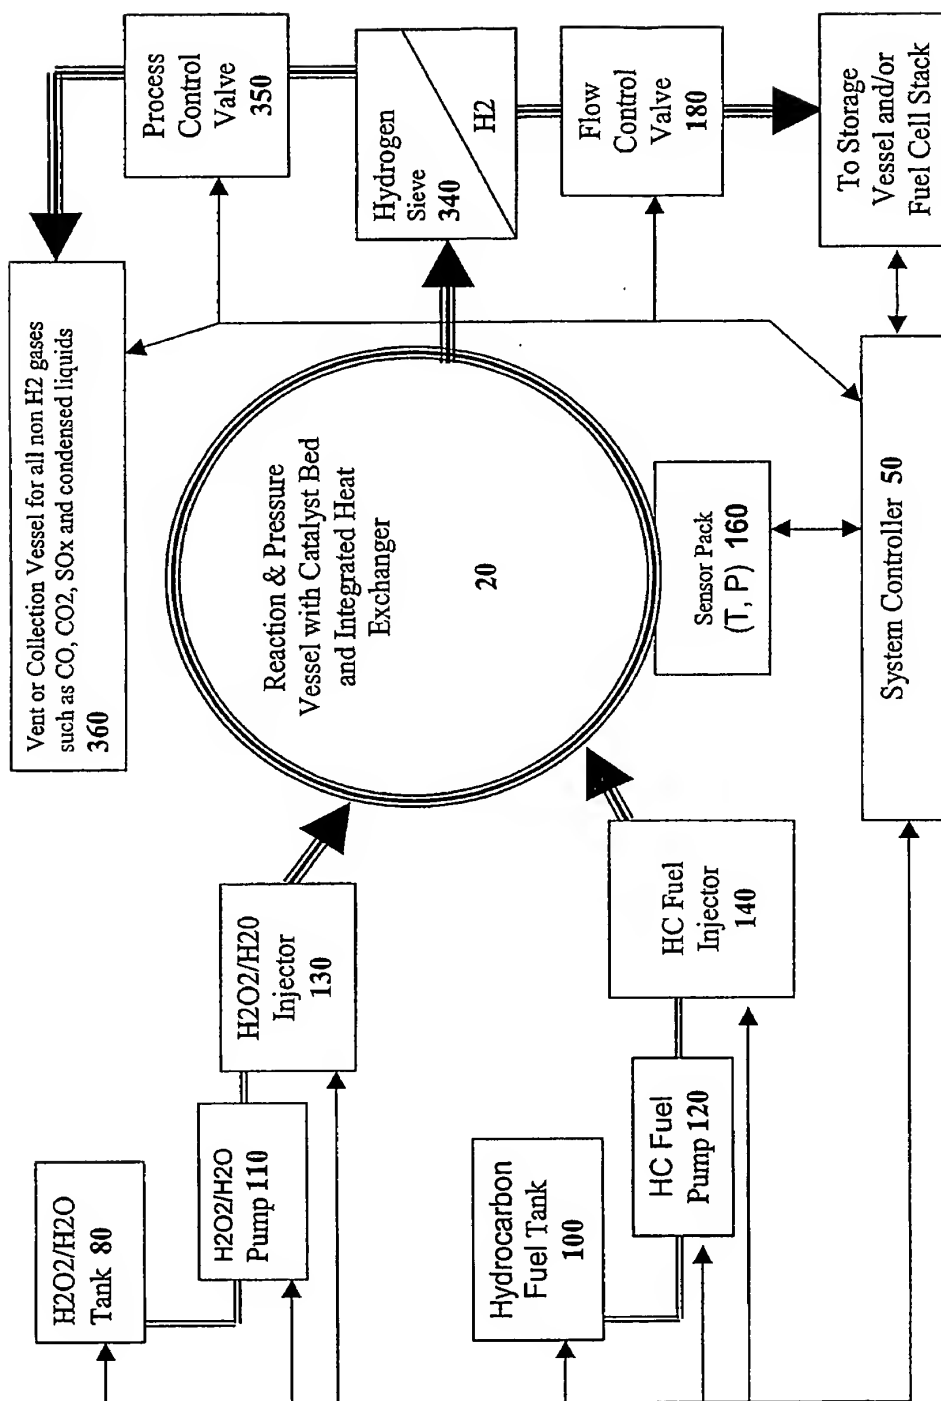 H2O2/H2O
Tank 80
H2O2/H2O
Pump 110
H2O2/H20
Injector
130
Hydrocarbon
Fuel Tank
100
HC Fuel
Pump 120
HC Fuel
Injector
140
Vent or Collection Vessel for all non H2 gases
such as CO, CO2, SOx and condensed liquids
360
Reaction & Pressure
Vessel with Catalyst Bed
and Integrated Heat
Exchanger
20
Sensor Pack
(T, P) 160
System Controller 50
Process
Control
Valve
350
Hydrogen
Sieve
340
H2
Flow
Control
Valve
180
To Storage
Vessel and/or
Fuel Cell Stack